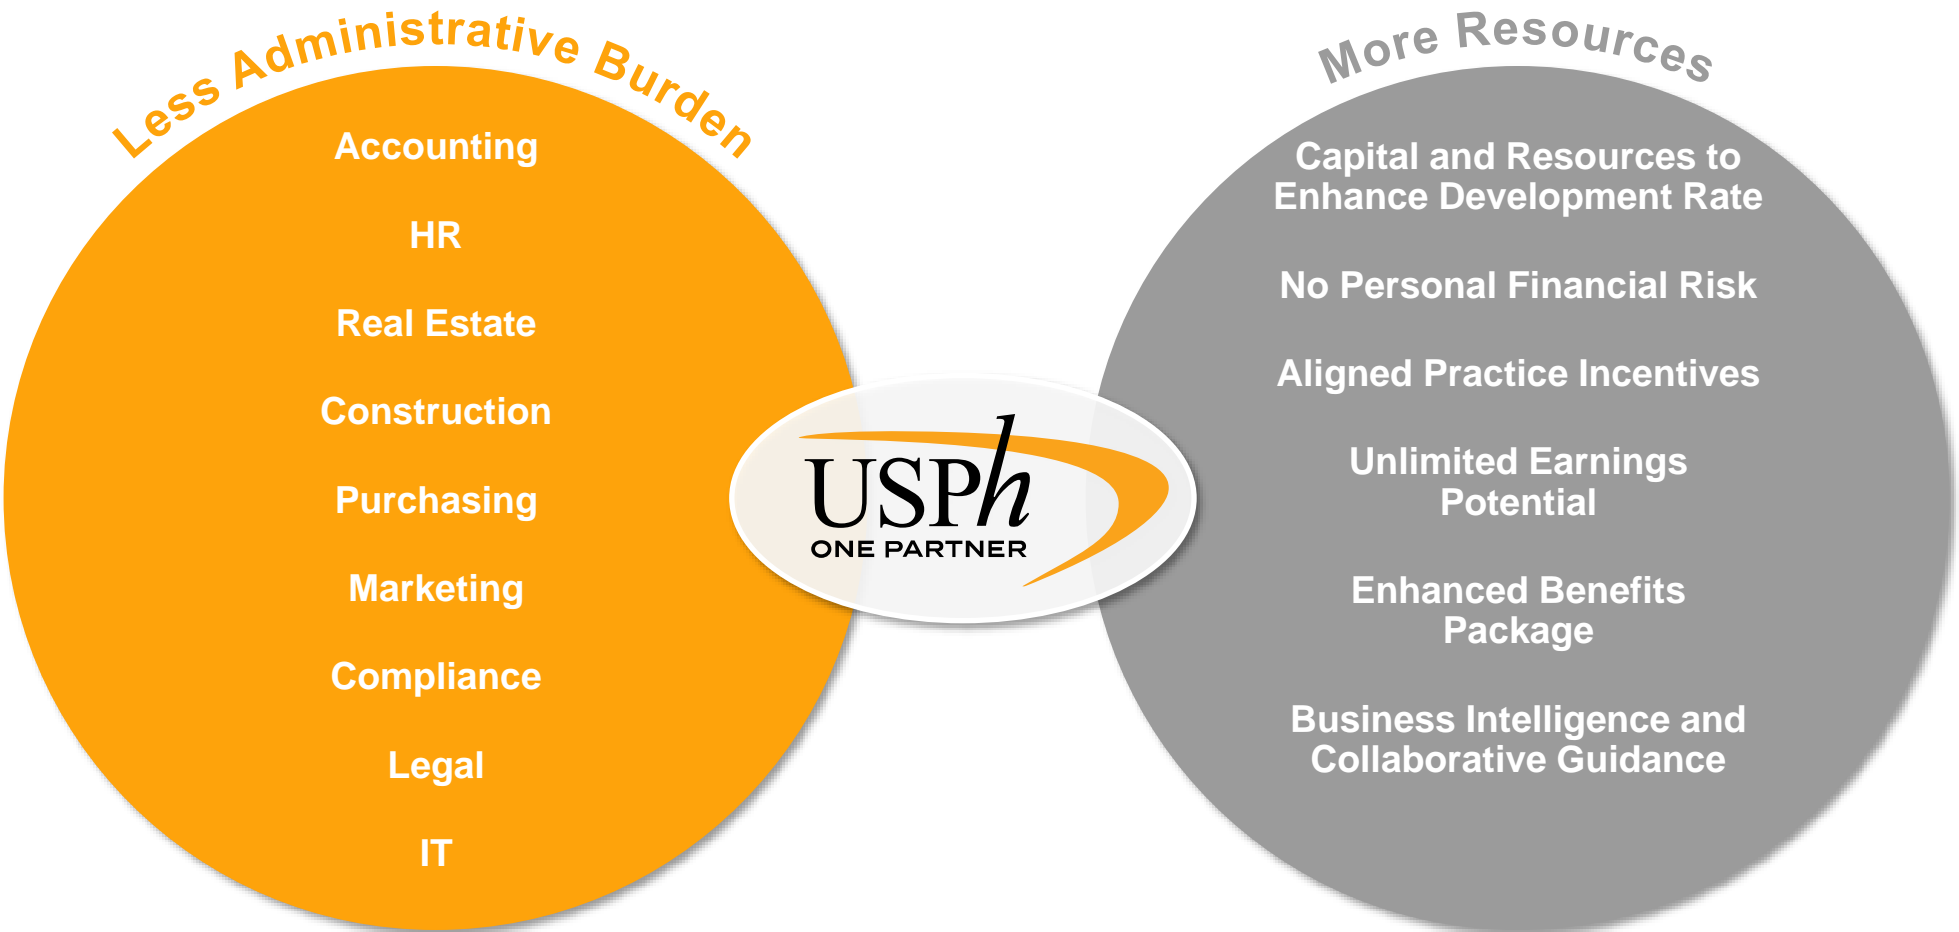 Less Administrative Burden
Accounting
HR
Real Estate
Construction
Purchasing
Marketing
Compliance
Legal
IT
USPh
ONE PARTNER
More Resources
Capital and Resources to
Enhance Development Rate
No Personal Financial Risk
Aligned Practice Incentives
Unlimited Earnings
Potential
Enhanced Benefits
Package
Business Intelligence and
Collaborative Guidance